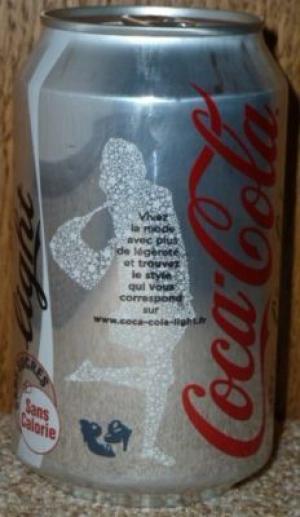 light
Coca-Cola
Vivez
la mode
avec plus
de légèreté
et trouvez
le style
qui vous
correspond
sur
www.coca-cola-light.fr
Sans
Calorie